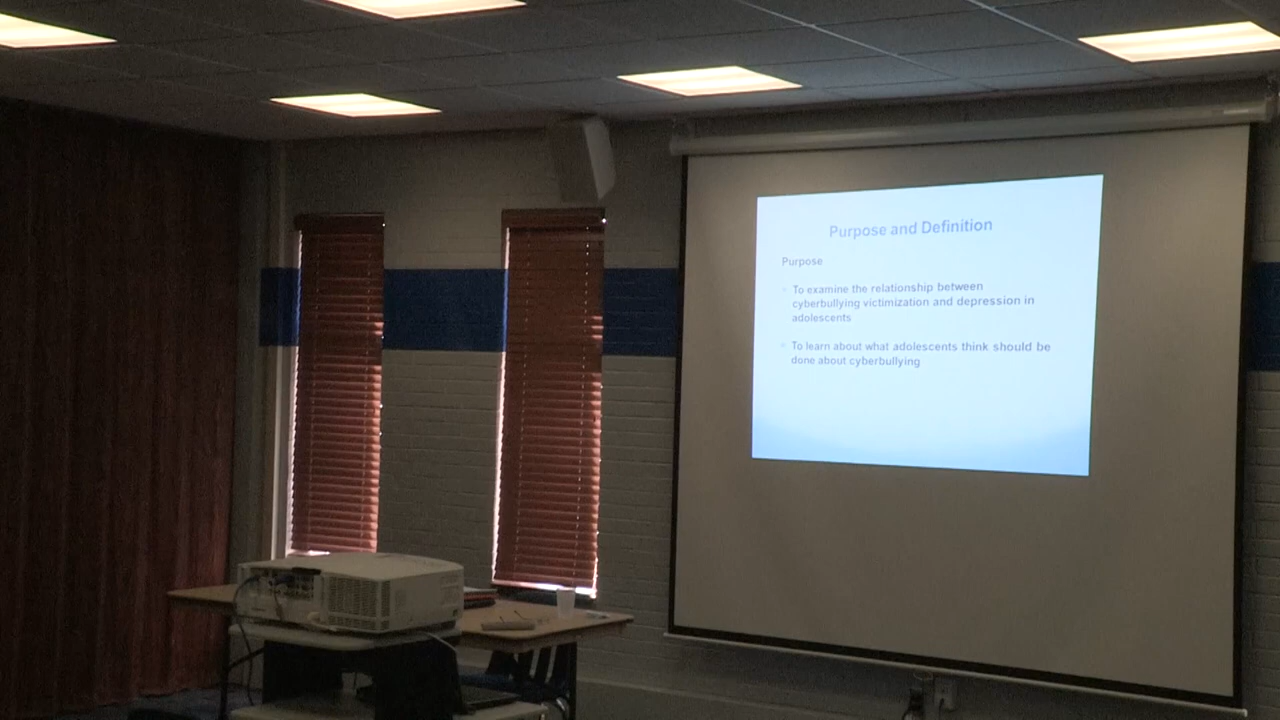 Purpose and Definition
Purpose
To examine the relationship between
cyberbullying victimization and depression in
adolescents
To learn about what adolescents think should be
done about cyberbullying